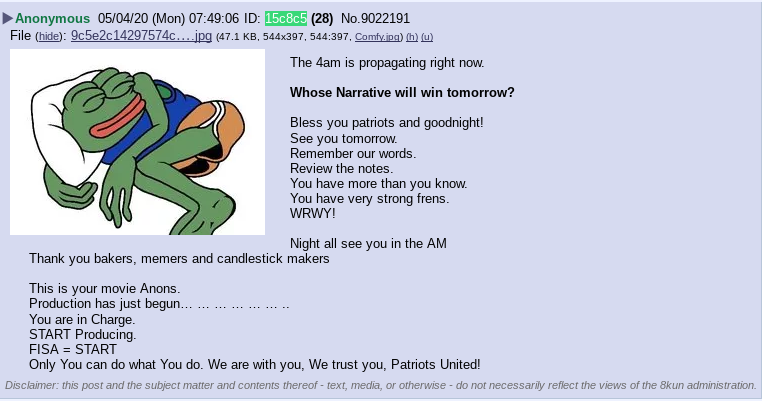 ▶Anonymous 05/04/20 (Mon) 07:49:06 ID: 15c8c5 (28) No.9022191
File (hide): 9c5e2c14297574c….jpg (47.1 KB, 544x397, 544:397, Comfy.jpg) (h) (u)
The 4am is propagating right now.
Whose Narrative will win tomorrow?
Bless you patriots and goodnight!
See you tomorrow.
Remember our words.
Review the notes.
You have more than you know.
You have very strong frens.
WRWY!
Night all see you in the AM
Thank you bakers, memers and candlestick makers
This is your movie Anons.
Production has just begun… … … … … … ..
You are in Charge.
START Producing.
FISA = START
Only You can do what You do. We are with you, We trust you, Patriots United!
Disclaimer: this post and the subject matter and contents thereof - text, media, or otherwise - do not necessarily reflect the views of the 8kun administration.